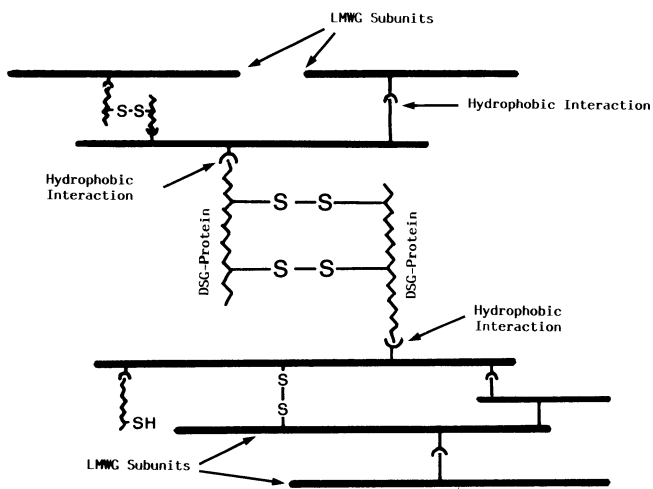 LMWG Subunits
S-S
Hydrophobic Interaction
Hydrophobic
Interaction
S—S
DSG-Protein
DSG-Protein
S—S
Hydrophobic
Interaction
S
S
SH
LMWG Subunits